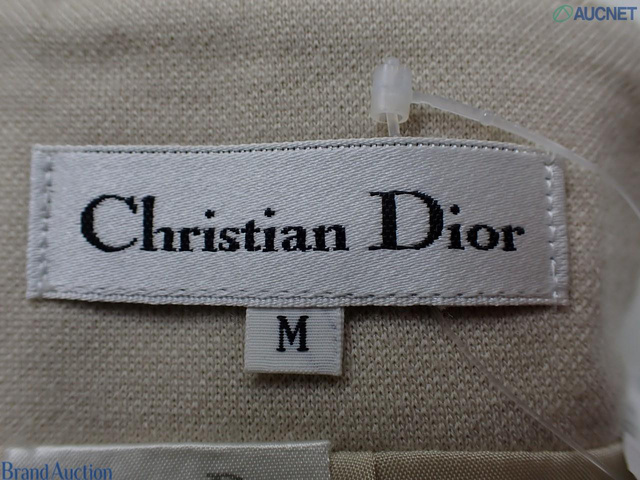 AUCNET
Christian Dior
M
Brand Auction